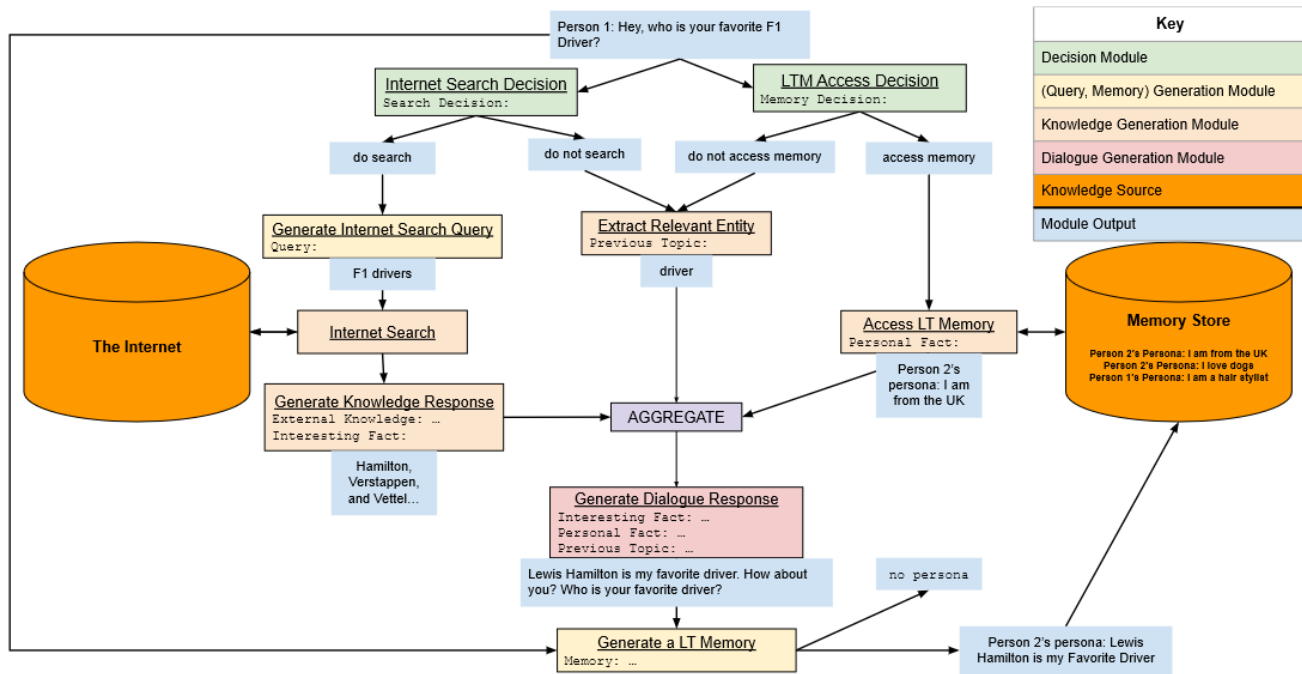 Person 1: Hey, who is your favorite F1
Driver?
Key
Decision Module
(Query, Memory) Generation Module
Knowledge Generation Module
Dialogue Generation Module
Knowledge Source
Module Output
Internet Search Decision
Search Decision:
LTM Access Decision
Memory Decision:
do search
do not search
do not access memory
access memory
Generate Internet Search Query
Query:
F1 drivers
Extract Relevant Entity
Previous Topic:
driver
The Internet
Internet Search
Access LT Memory
Personal Fact:
Person 2's
persona: I am
from the UK
Memory Store
Person 2's Persona: I am from the UK
Person 2's Persona: I love dogs
Person 1's Persona: I am a hair stylist
Generate Knowledge Response
External Knowledge: …
Interesting Fact:
Hamilton,
Verstappen,
and Vettel...
AGGREGATE
Generate Dialogue Response
Interesting Fact: …
Personal Fact: …
Previous Topic: …
Lewis Hamilton is my favorite driver. How about
you? Who is your favorite driver?
no persona
Generate a LT Memory
Memory: …
Person 2's persona: Lewis
Hamilton is my Favorite Driver